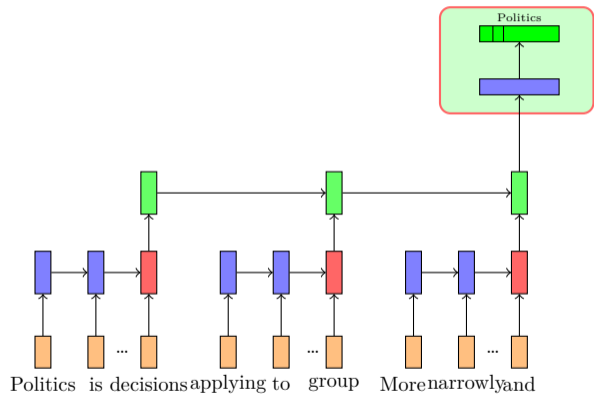 Politics
... ... ...
Politics is decisions applying to group More narrowly and